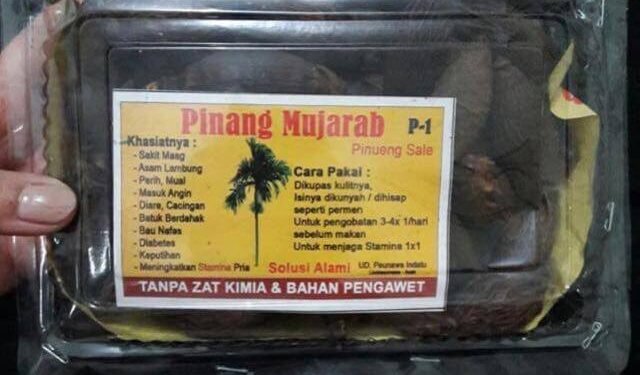 Pinang Mujarab P-1
Pinueng Sale
Khasiatnya :
- Sakit Maag
- Asam Lambung
- Perih, Mual
- Masuk Angin
- Diare, Cacingan
- Batuk Berdahak
- Bau Nafas
- Diabetes
- Keputihan
- Meningkatkan Stamina Pria
Cara Pakai :
Dikupas kulitnya,
Isinya dikunyah / dihisap
seperti permen
Untuk pengobatan 3-4x 1/hari
sebelum makan
Untuk menjaga Stamina 1x1
Solusi Alami
UD. Peunawa Indatu
TANPA ZAT KIMIA & BAHAN PENGAWET